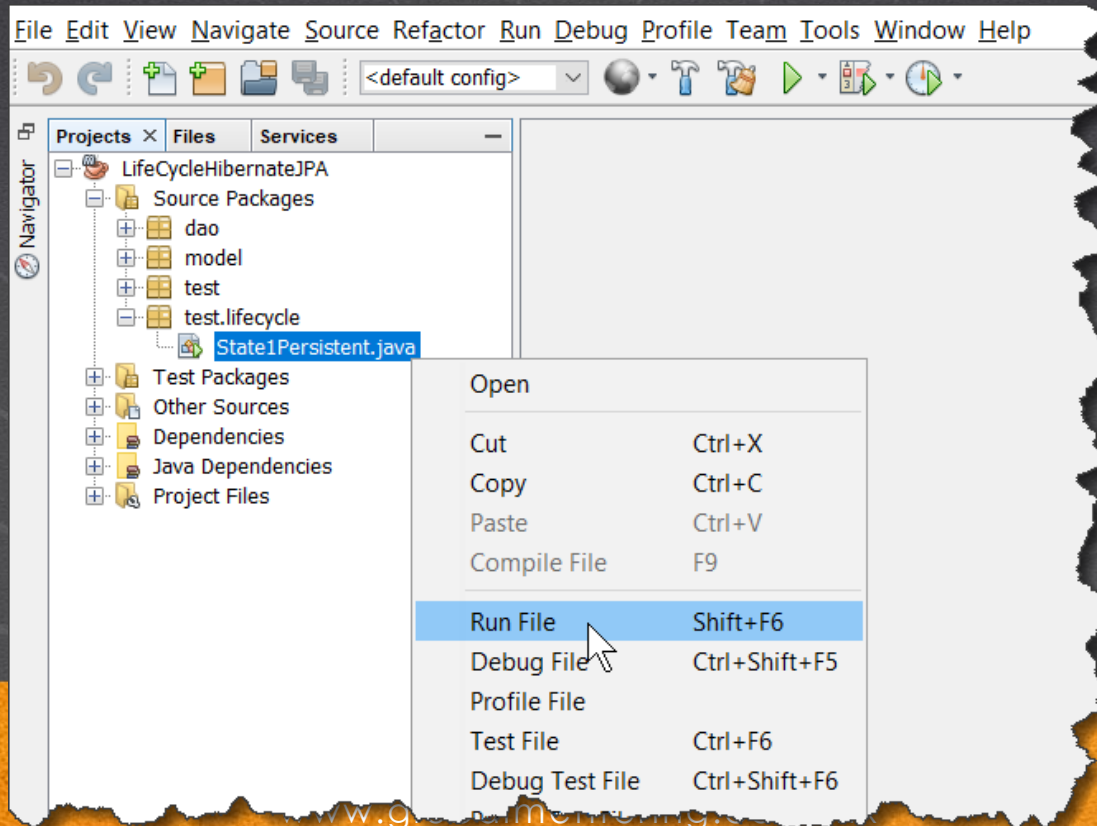 File Edit View Navigate Source Refactor Run Debug Profile Team Tools Window Help
<default config>
Projects Files Services
Navigator
LifeCycleHibernateJPA
Source Packages
dao
model
test
test.lifecycle
State1Persistent.java
Test Packages
Other Sources
Dependencies
Java Dependencies
Project Files
Open
Cut Ctrl+X
Copy Ctrl+C
Paste Ctrl+V
Compile File F9
Run File Shift+F6
Debug File Ctrl+Shift+F5
Profile File
Test File Ctrl+F6
Debug Test File Ctrl+Shift+F6